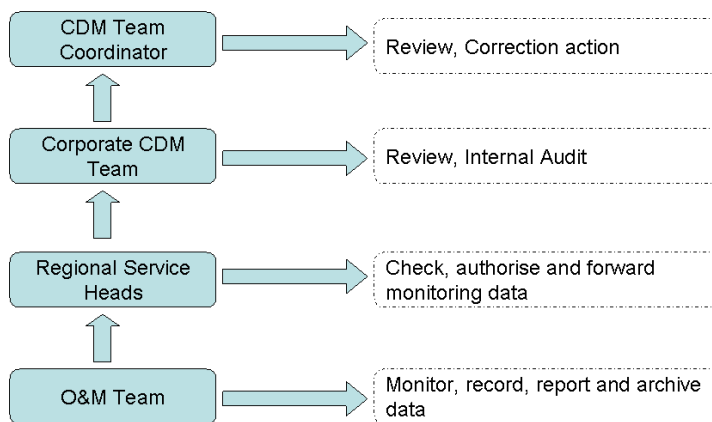 CDM Team
Coordinator
Review, Correction action
Corporate CDM
Team
Review, Internal Audit
Regional Service
Heads
Check, authorise and forward
monitoring data
O&M Team
Monitor, record, report and archive
data